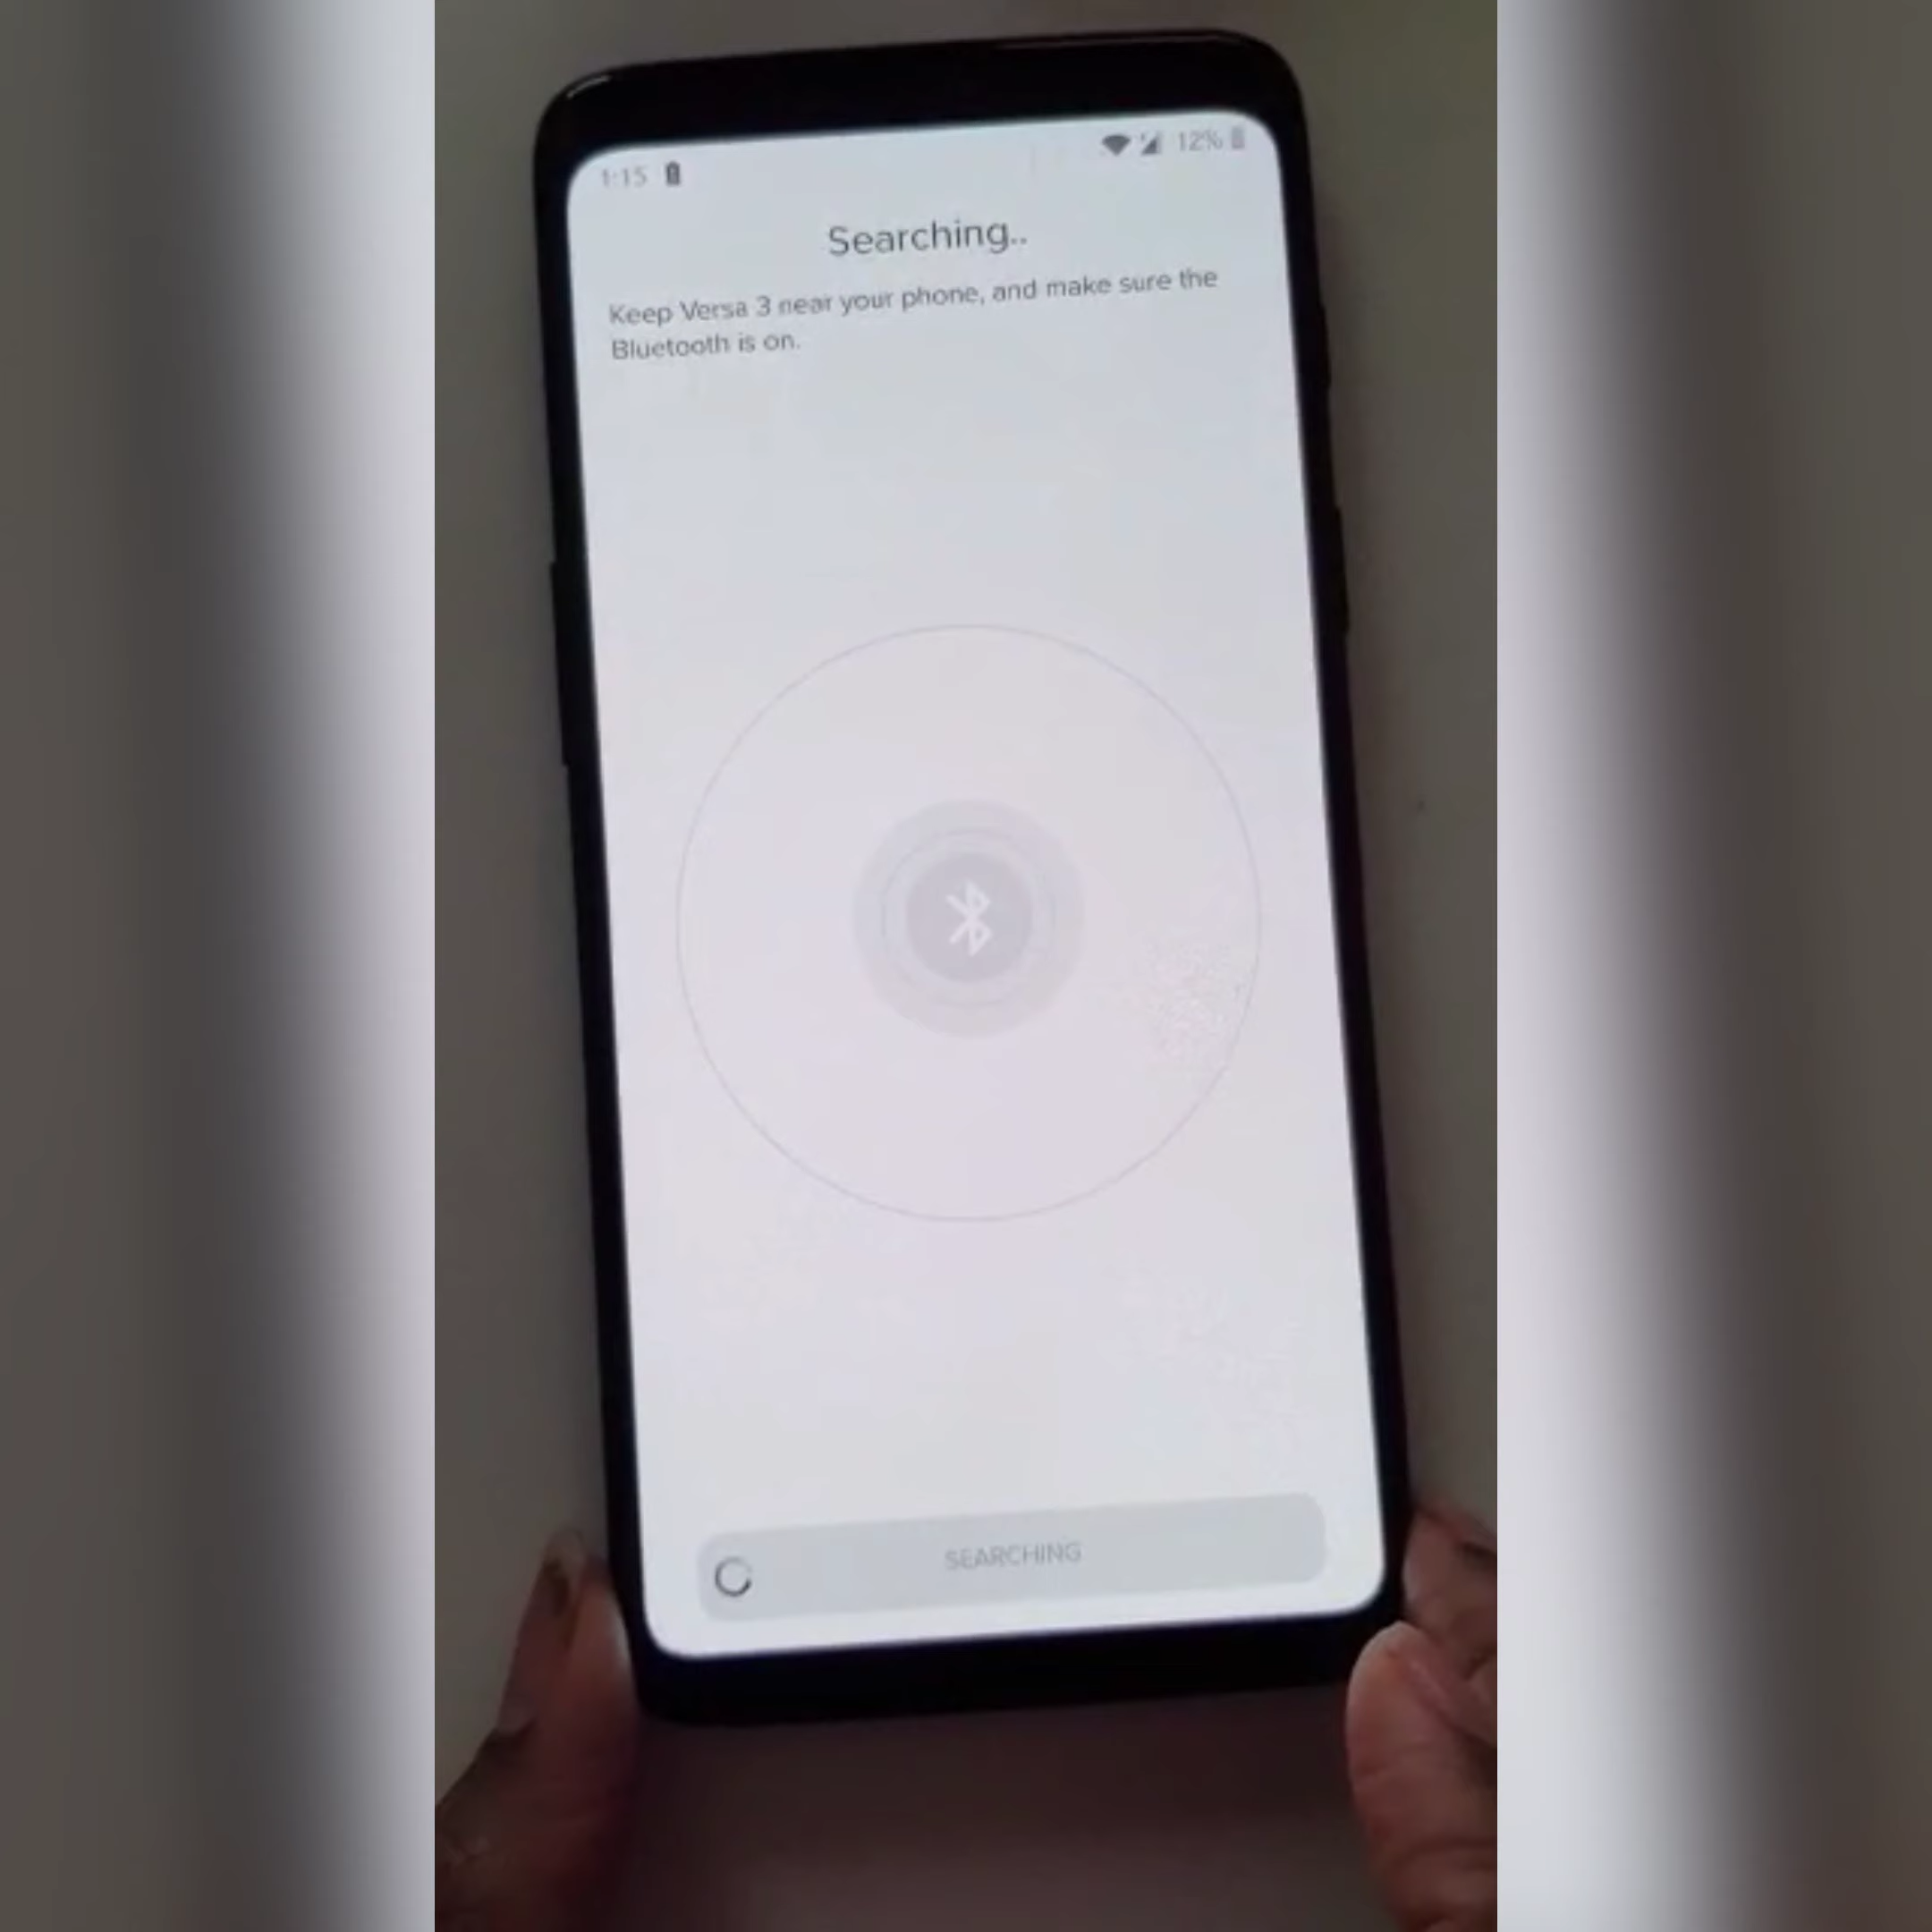 1:15 12%
Searching..
Keep Versa 3 near your phone, and make sure the
Bluetooth is on.
SEARCHING